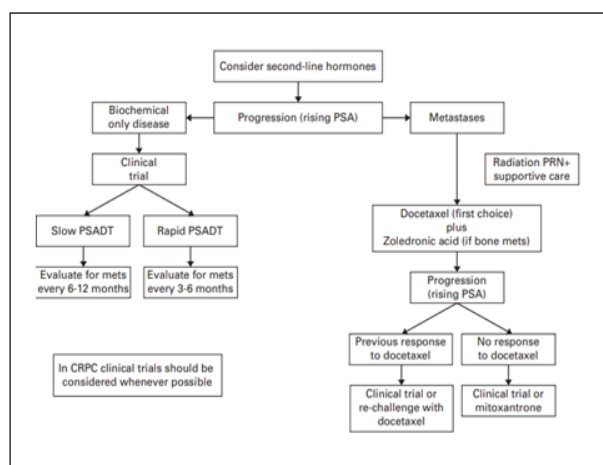 Consider second-line hormones
Biochemical
only disease
Progression (rising PSA)
Metastases
Clinical
trial
Radiation PRN+
supportive care
Slow PSADT
Rapid PSADT
Docetaxel (first choice)
plus
Zoledronic acid (if bone mets)
Evaluate for mets
every 6-12 months
Evaluate for mets
every 3-6 months
Progression
(rising PSA)
Previous response
to docetaxel
No response
to docetaxel
In CRPC clinical trials should be
considered whenever possible
Clinical trial or
re-challenge with
docetaxel
Clinical trial or
mitoxantrone